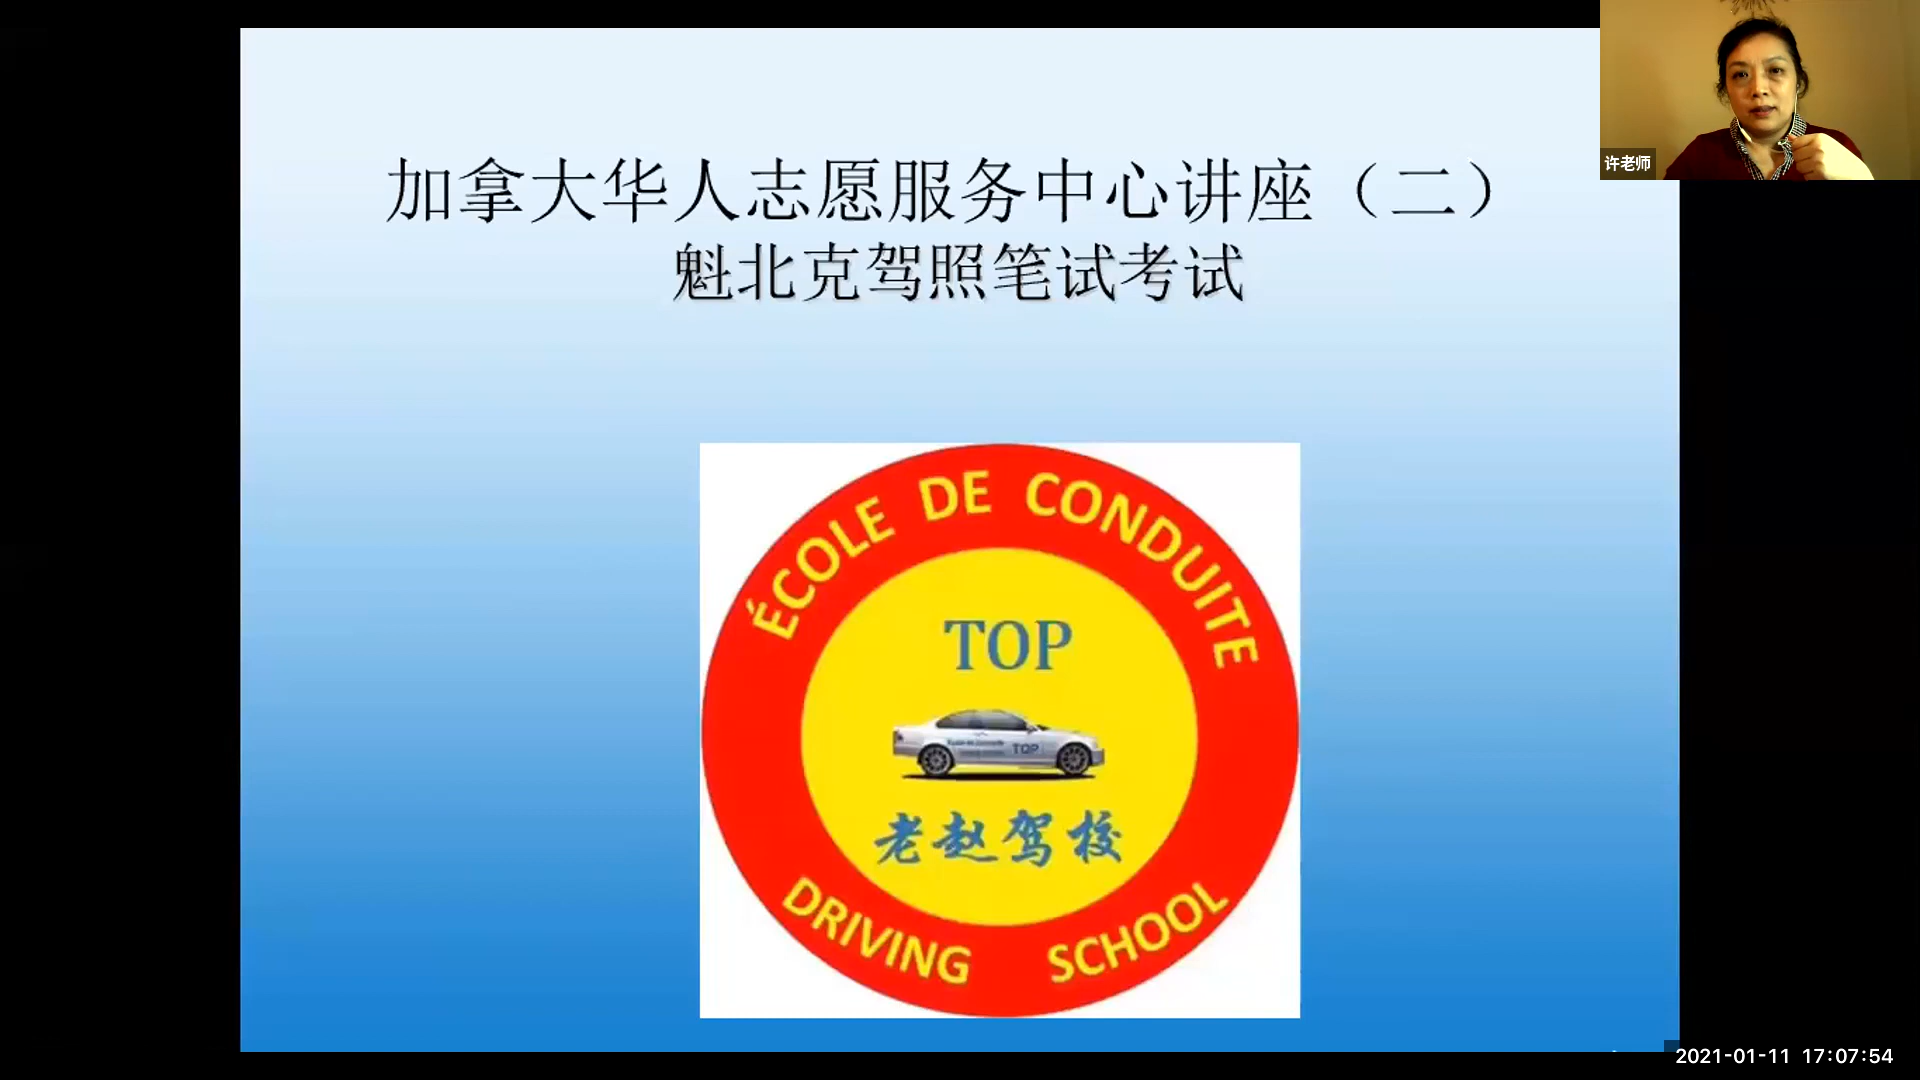 加拿大华人志愿服务中心讲座（二）
魁北克驾照笔试考试
许老师
ÉCOLE DE CONDUITE
TOP
TOP
老赵驾校
DRIVING SCHOOL
2021-01-11 17:07:54